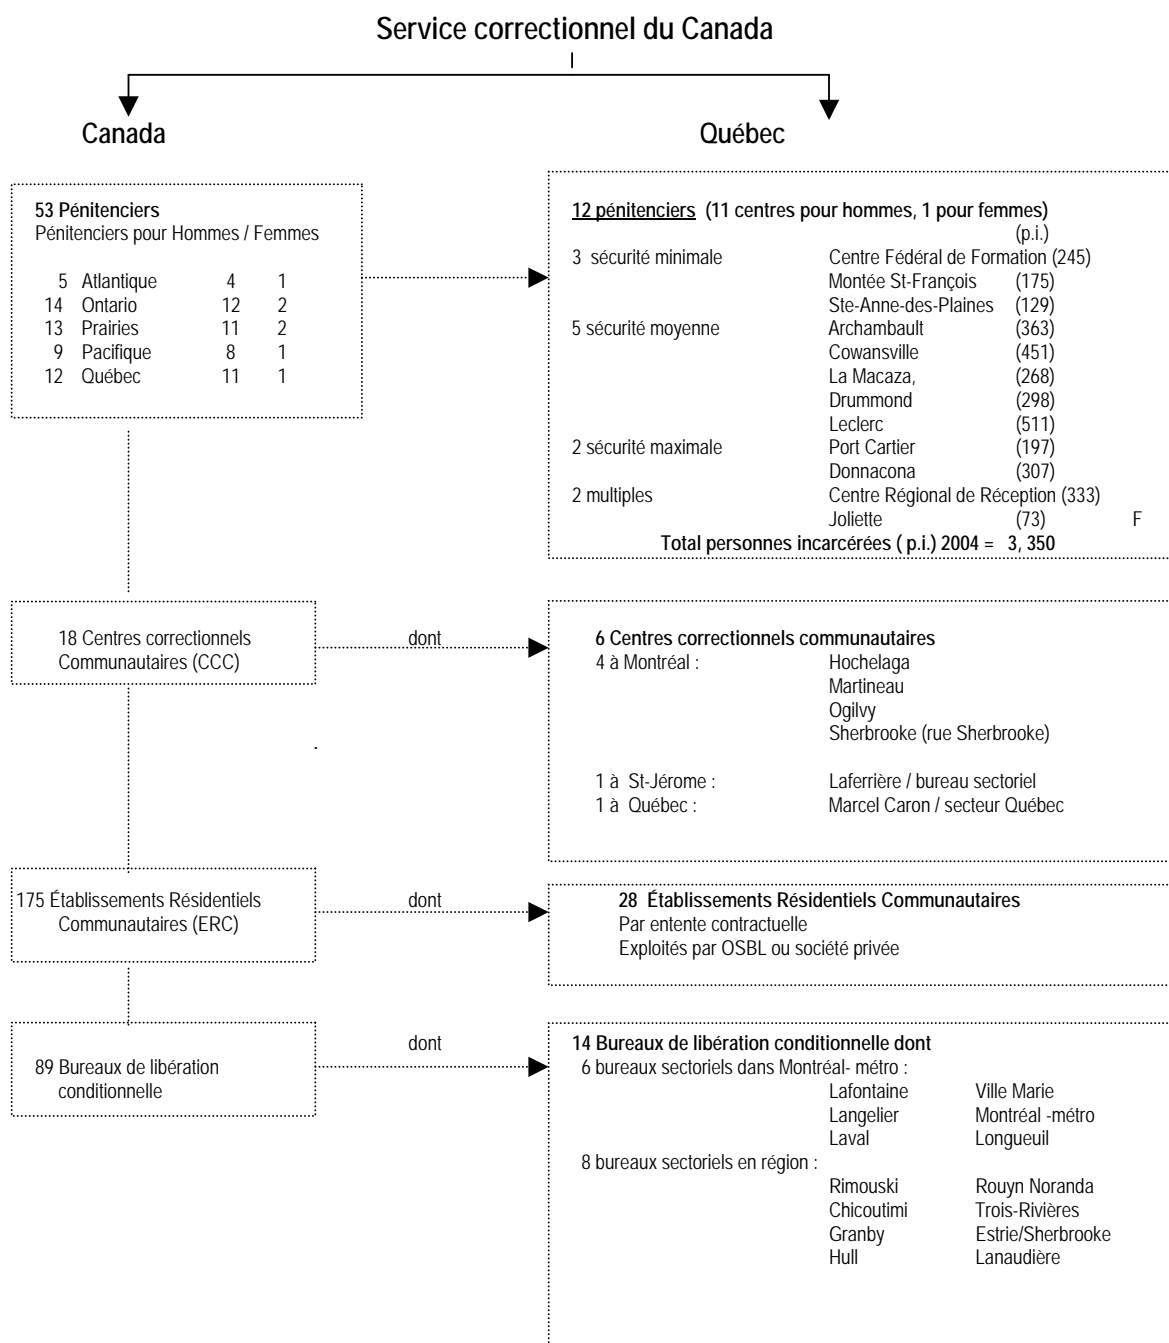 Service correctionnel du Canada
Canada
Québec
53 Pénitenciers
Pénitenciers pour Hommes / Femmes
5 Atlantique 4 1
14 Ontario 12 2
13 Prairies 11 2
9 Pacifique 8 1
12 Québec 11 1
12 pénitenciers (11 centres pour hommes, 1 pour femmes)
(p.i.)
3 sécurité minimale Centre Fédéral de Formation (245)
Montée St-François (175)
Ste-Anne-des-Plaines (129)
5 sécurité moyenne Archambault (363)
Cowansville (451)
La Macaza, (268)
Drummond (298)
Leclerc (511)
2 sécurité maximale Port Cartier (197)
Donnacona (307)
2 multiples Centre Régional de Réception (333)
Joliette (73) F
Total personnes incarcérées ( p.i.) 2004 = 3, 350
18 Centres correctionnels
Communautaires (CCC)
dont
6 Centres correctionnels communautaires
4 à Montréal : Hochelaga
Martineau
Ogilvy
Sherbrooke (rue Sherbrooke)
.
1 à St-Jérome : Laferrière / bureau sectoriel
1 à Québec : Marcel Caron / secteur Québec
175 Établissements Résidentiels
Communautaires (ERC)
dont
28 Établissements Résidentiels Communautaires
Par entente contractuelle
Exploités par OSBL ou société privée
89 Bureaux de libération
conditionnelle
dont
14 Bureaux de libération conditionnelle dont
6 bureaux sectoriels dans Montréal- métro :
Lafontaine Ville Marie
Langelier Montréal -métro
Laval Longueuil
8 bureaux sectoriels en région :
Rimouski Rouyn Noranda
Chicoutimi Trois-Rivières
Granby Estrie/Sherbrooke
Hull Lanaudière